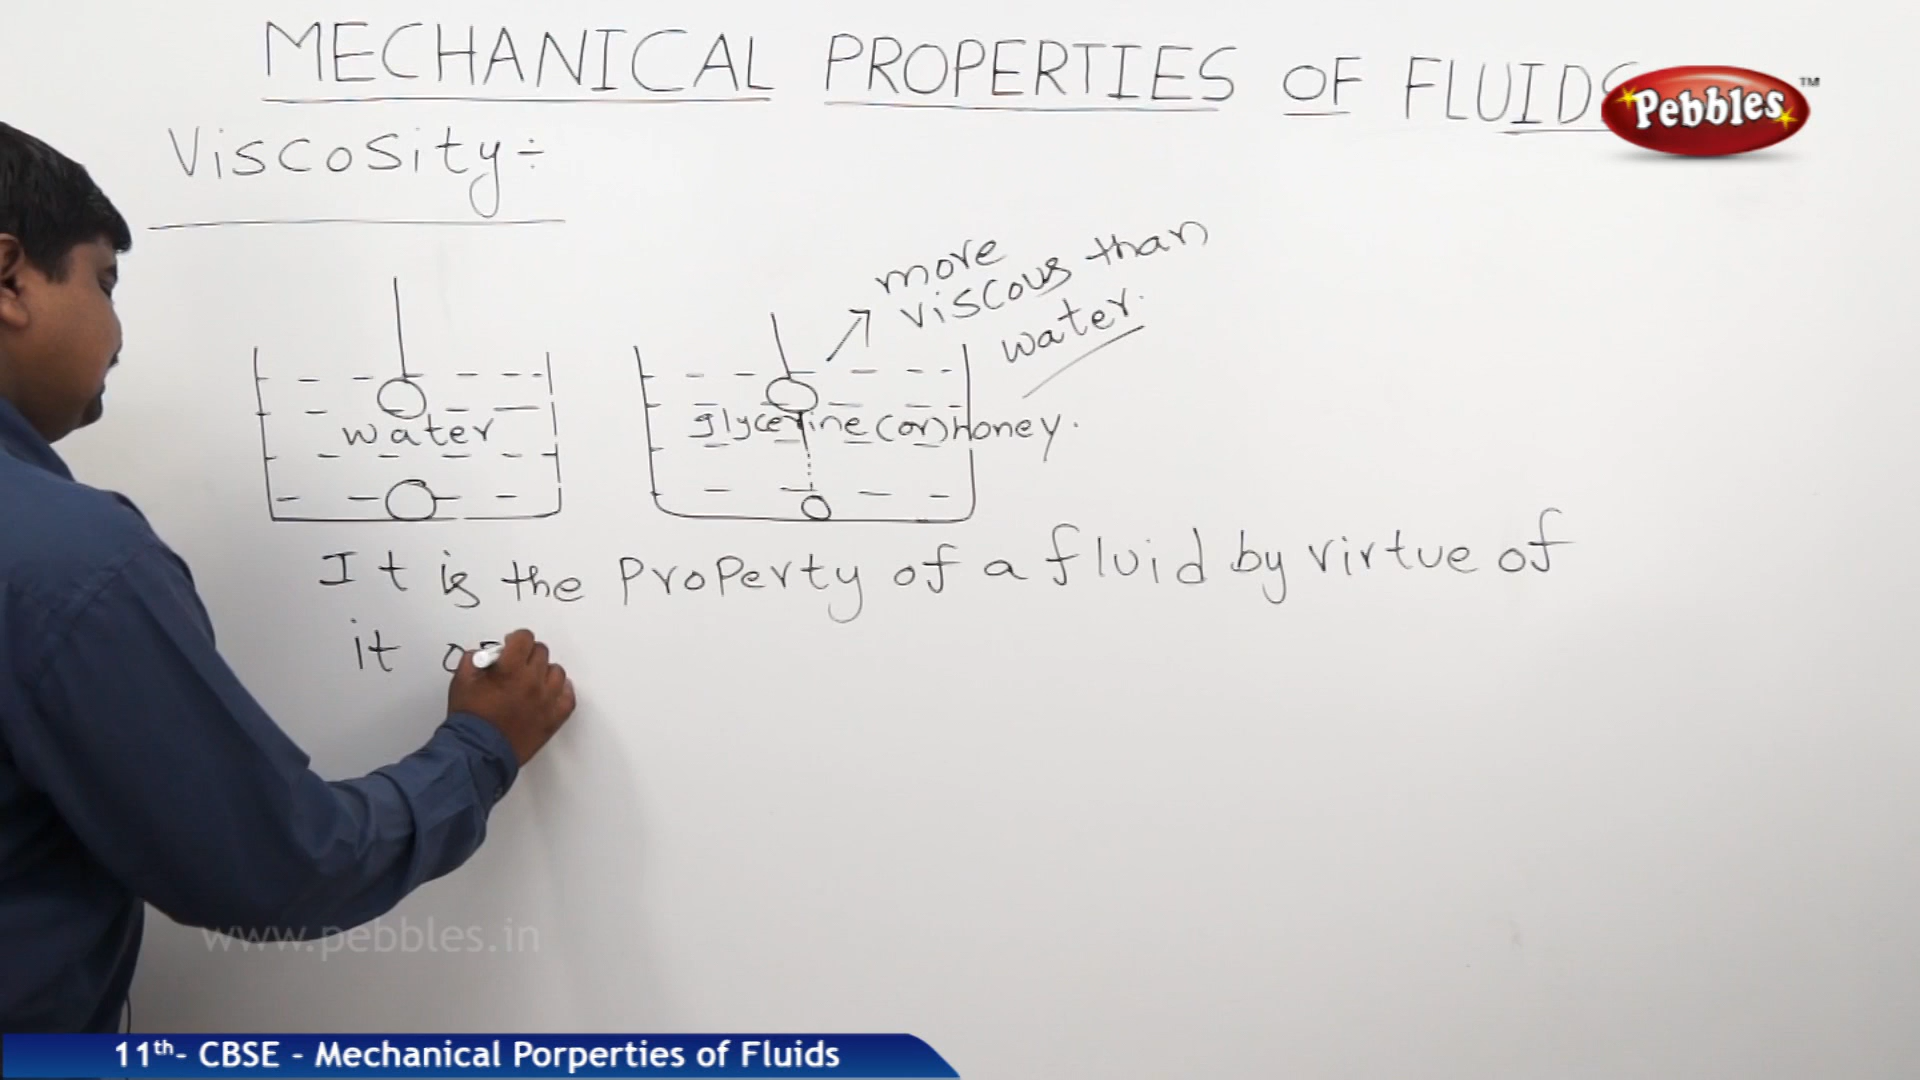 MECHANICAL PROPERTIES OF FLUIDS
Pebbles™
Viscosity÷
more
viscous than
water.
water
glycerine (or) Honey.
It is the property of a fluid by virtue of
it
www.pebbles.in
11th- CBSE - Mechanical Porperties of Fluids